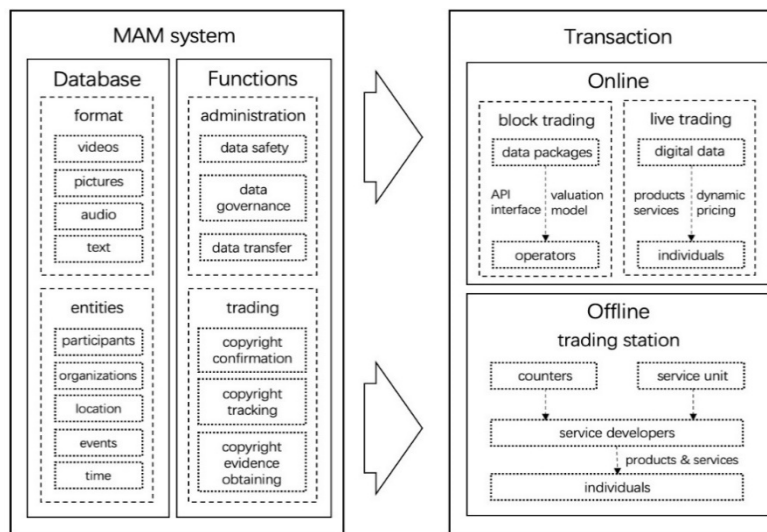 MAM system
Database
format
videos
pictures
audio
text
entities
participants
organizations
location
events
time
Functions
administration
data safety
data
governance
data transfer
trading
copyright
confirmation
copyright
tracking
copyright
evidence
obtaining
Transaction
Online
block trading
data packages
API
interface
valuation
model
operators
live trading
digital data
products
services
dynamic
pricing
individuals
Offline
trading station
counters
service unit
service developers
products & services
individuals